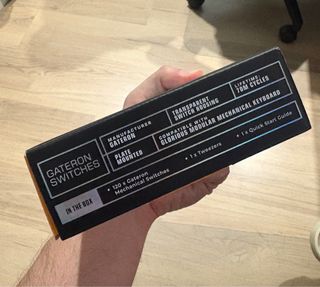 GATERON
SWITCHES
MANUFACTURER
GATERON
TRANSPARENT
SWITCH HOUSING
LIFETIME
70M CYCLES
PLATE
MOUNTED
COMPATIBLE WITH
GLORIOUS MODULAR MECHANICAL KEYBOARD
IN THE BOX
• 120 x Gateron
Mechanical Switches
• 1 x Tweezers
• 1 x Quick Start Guide